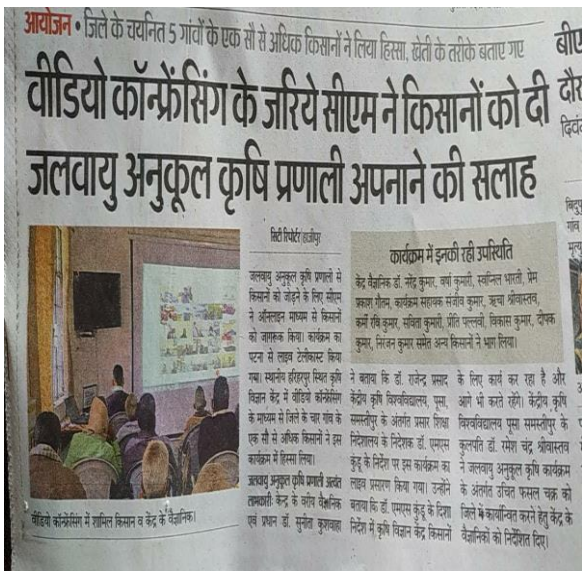 आयोजन • जिले के चयनित 5 गांवों के एक सौ से अधिक किसानों ने लिया हिस्सा, खेती के तरीके बताए गए
वीडियो कॉन्फ्रेंसिंग के जरिये सीएम ने किसानों को दी
जलवायु अनुकूल कृषि प्रणाली अपनाने की सलाह
सिटी रिपोर्टर हाजीपुर
जलवायु अनुकूल कृषि प्रणाली से
किसानों को जोड़ने के लिए सीएम
ने ऑनलाइन माध्यम से किसानों
को जागरूक किया। कार्यक्रम का
पटना से लाइव टेलीकास्ट किया
गया। स्थानीय हरिहरपुर स्थित कृषि
विज्ञान केंद्र में वीडियो कॉन्फ्रेंसिंग
के माध्यम से जिले के चार गांव के
एक सौ से अधिक किसानों ने इस
कार्यक्रम में हिस्सा लिया।
जलवायु अनुकूल कृषि प्रणाली अत्यंत
लाभकारी: केन्द्र के वरीय वैज्ञानिक
एवं प्रधान डॉ. सुनीता कुशवाहा
कार्यक्रम में इनकी रही उपस्थिति
केंद्र वैज्ञानिक डॉ. नरेंद्र कुमार, वर्षा कुमारी, स्वप्निल भारती, प्रेम
प्रकाश गौतम, कार्यक्रम सहायक संजीव कुमार, ऋचा श्रीवास्तव,
कर्मी रवि कुमार, सविता कुमारी, प्रीति पल्लवी, विकास कुमार, दीपक
कुमार, निरंजन कुमार समेत अन्य किसानों ने भाग लिया।
ने बताया कि डॉ. राजेन्द्र प्रसाद
केंद्रीय कृषि विश्वविद्यालय, पूसा,
समस्तीपुर के अंतर्गत प्रसार शिक्षा
निदेशालय के निदेशक डॉ. एमएस
कुंडू के निर्देश पर इस कार्यक्रम का
लाइव प्रसारण किया गया। उन्होंने
बताया कि डॉ. एमएस कुंडू के दिशा
निर्देश में कृषि विज्ञान केंद्र किसानों
के लिए कार्य कर रहा है और
आगे भी करते रहेंगे। केंद्रीय कृषि
विश्वविद्यालय पूसा समस्तीपुर के
कुलपति डॉ. रमेश चंद्र श्रीवास्तव
ने जलवायु अनुकूल कृषि कार्यक्रम
के अंतर्गत उचित फसल चक्र को
जिले में कार्यान्वित करने हेतु केंद्र के
वैज्ञानिकों को निर्देशित दिए।
वीडियो कॉन्फ्रेंसिंग में शामिल किसान व केंद्र के वैज्ञानिक।